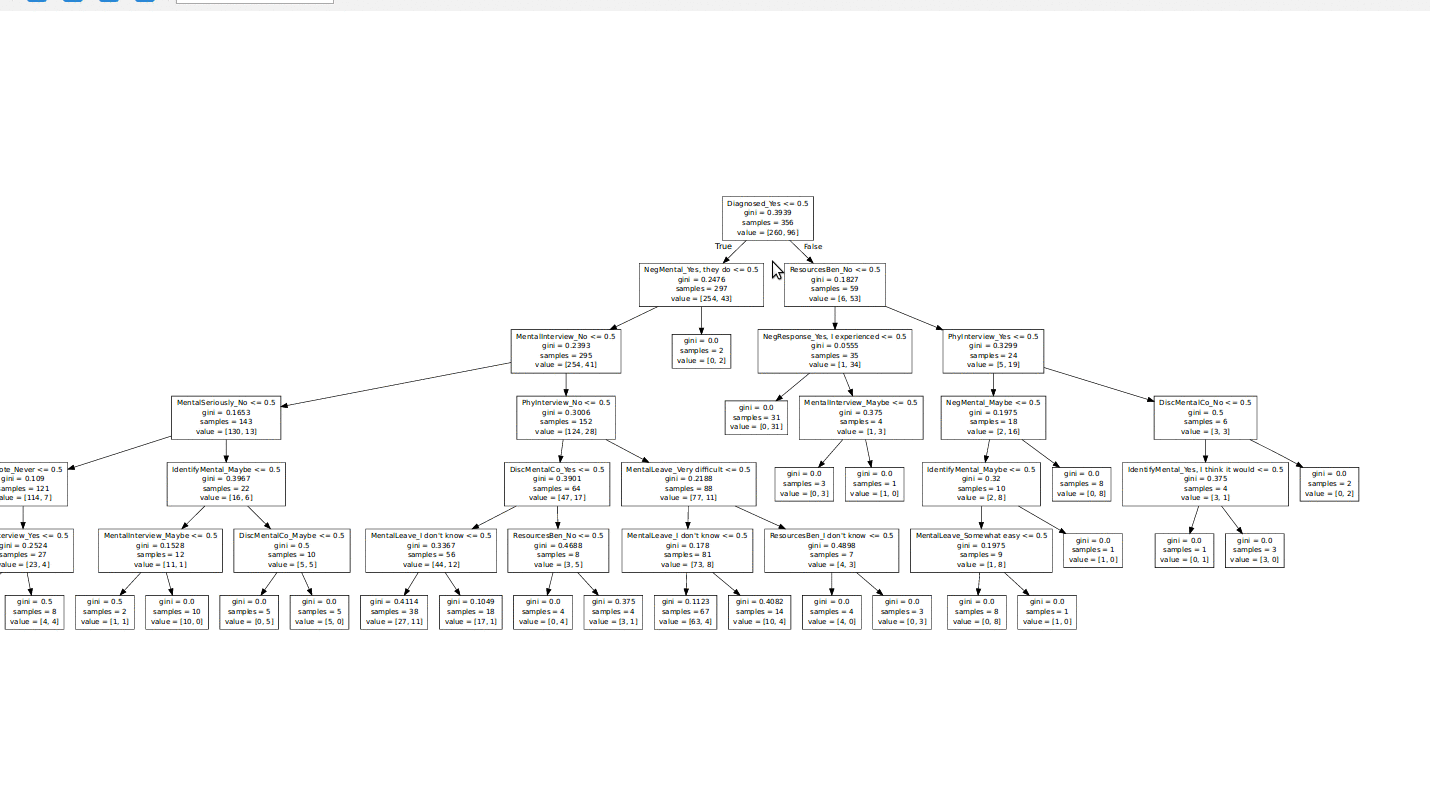 Diagnosed_Yes <= 0.5
gini = 0.3939
samples = 356
value = [260, 96]
True
False
NegMental_Yes, they do <= 0.5
gini = 0.2476
samples = 297
value = [254, 43]
ResourcesBen_No <= 0.5
gini = 0.1827
samples = 59
value = [6, 53]
MentalInterview_No <= 0.5
gini = 0.2393
samples = 295
value = [254, 41]
gini = 0.0
samples = 2
value = [0, 2]
NegResponse_Yes, I experienced <= 0.5
gini = 0.0555
samples = 35
value = [1, 34]
PhyInterview_Yes <= 0.5
gini = 0.3299
samples = 24
value = [5, 19]
MentalSeriously_No <= 0.5
gini = 0.1653
samples = 143
value = [130, 13]
PhyInterview_No <= 0.5
gini = 0.3006
samples = 152
value = [124, 28]
gini = 0.0
samples = 31
value = [0, 31]
MentalInterview_Maybe <= 0.5
gini = 0.375
samples = 4
value = [1, 3]
NegMental_Maybe <= 0.5
gini = 0.1975
samples = 18
value = [2, 16]
DiscMentalCo_No <= 0.5
gini = 0.5
samples = 6
value = [3, 3]
ote_Never <= 0.5
gini = 0.109
samples = 121
value = [114, 7]
IdentifyMental_Maybe <= 0.5
gini = 0.3967
samples = 22
value = [16, 6]
DiscMentalCo_Yes <= 0.5
gini = 0.3901
samples = 64
value = [47, 17]
MentalLeave_Very difficult <= 0.5
gini = 0.2188
samples = 88
value = [77, 11]
gini = 0.0
samples = 3
value = [0, 3]
gini = 0.0
samples = 1
value = [1, 0]
IdentifyMental_Maybe <= 0.5
gini = 0.32
samples = 10
value = [2, 8]
gini = 0.0
samples = 8
value = [0, 8]
IdentifyMental_Yes, I think it would <= 0.5
gini = 0.375
samples = 4
value = [3, 1]
gini = 0.0
samples = 2
value = [0, 2]
erview_Yes <= 0.5
gini = 0.2524
samples = 27
value = [23, 4]
MentalInterview_Maybe <= 0.5
gini = 0.1528
samples = 12
value = [11, 1]
DiscMentalCo_Maybe <= 0.5
gini = 0.5
samples = 10
value = [5, 5]
MentalLeave_I don't know <= 0.5
gini = 0.3367
samples = 56
value = [44, 12]
ResourcesBen_No <= 0.5
gini = 0.4688
samples = 8
value = [3, 5]
MentalLeave_I don't know <= 0.5
gini = 0.178
samples = 81
value = [73, 8]
ResourcesBen_I don't know <= 0.5
gini = 0.4898
samples = 7
value = [4, 3]
MentalLeave_Somewhat easy <= 0.5
gini = 0.1975
samples = 9
value = [1, 8]
gini = 0.0
samples = 1
value = [1, 0]
gini = 0.0
samples = 1
value = [0, 1]
gini = 0.0
samples = 3
value = [3, 0]
gini = 0.5
samples = 8
value = [4, 4]
gini = 0.5
samples = 2
value = [1, 1]
gini = 0.0
samples = 10
value = [10, 0]
gini = 0.0
samples = 5
value = [0, 5]
gini = 0.0
samples = 5
value = [5, 0]
gini = 0.4114
samples = 38
value = [27, 11]
gini = 0.1049
samples = 18
value = [17, 1]
gini = 0.0
samples = 4
value = [0, 4]
gini = 0.375
samples = 4
value = [3, 1]
gini = 0.1123
samples = 67
value = [63, 4]
gini = 0.4082
samples = 14
value = [10, 4]
gini = 0.0
samples = 4
value = [4, 0]
gini = 0.0
samples = 3
value = [0, 3]
gini = 0.0
samples = 8
value = [0, 8]
gini = 0.0
samples = 1
value = [1, 0]